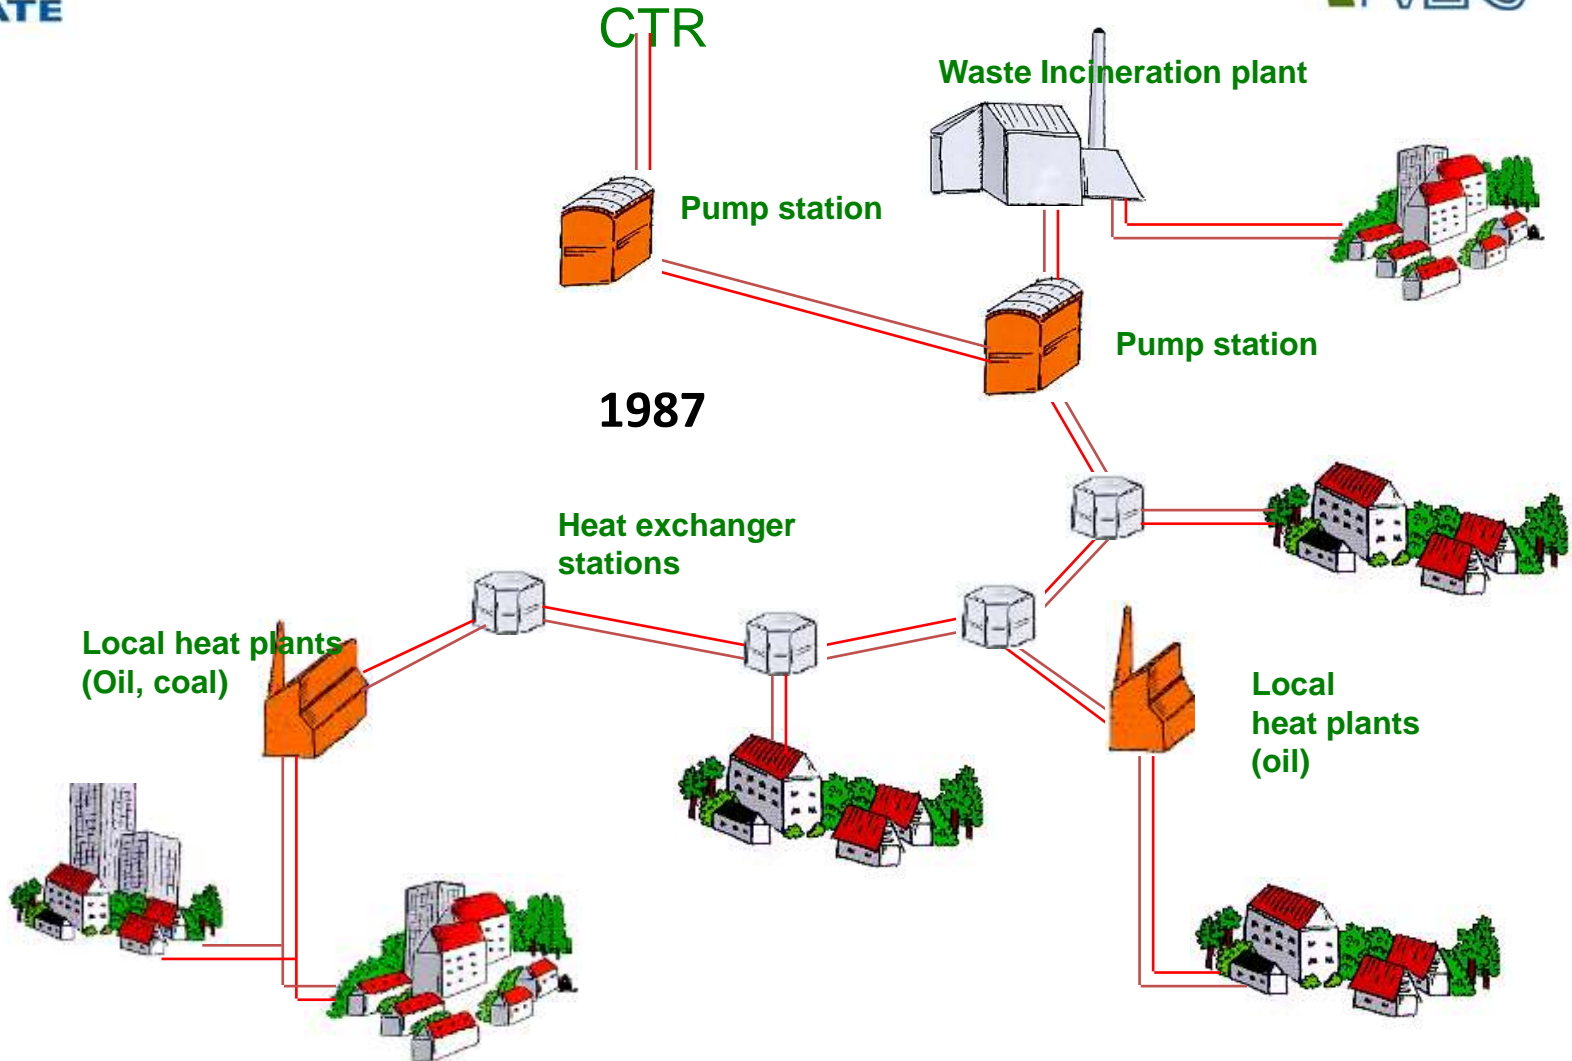 CTR
Waste Incineration plant
Pump station
Pump station
1987
Heat exchanger
stations
Local heat plants
(Oil, coal)
Local
heat plants
(oil)